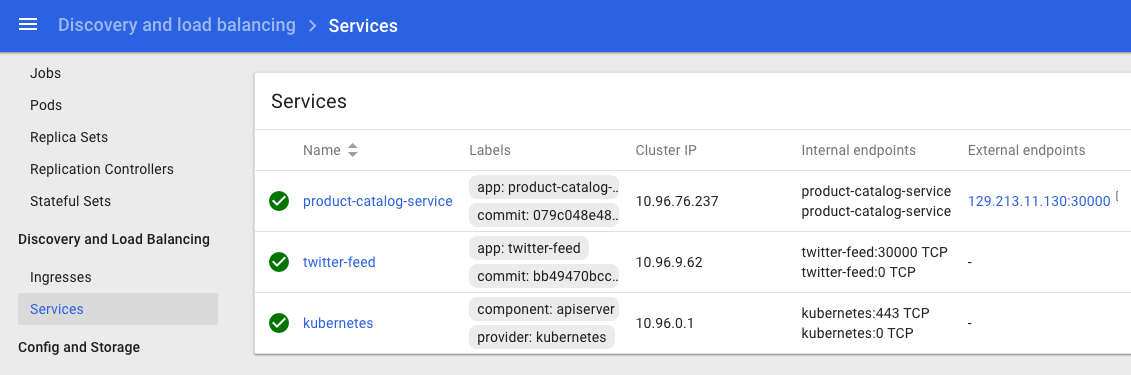 Discovery and load balancing > Services
Jobs
Pods
Replica Sets
Replication Controllers
Stateful Sets
Discovery and Load Balancing
Ingresses
Services
Config and Storage
Services
Name Labels Cluster IP Internal endpoints External endpoints
product-catalog-service
app: product-catalog-..
commit: 079c048e48..
10.96.76.237
product-catalog-service
product-catalog-service
129.213.11.130:30000
twitter-feed
app: twitter-feed
commit: bb49470bcc..
10.96.9.62
twitter-feed:30000 TCP
twitter-feed:0 TCP
-
kubernetes
component: apiserver
provider: kubernetes
10.96.0.1
kubernetes:443 TCP
kubernetes:0 TCP
-